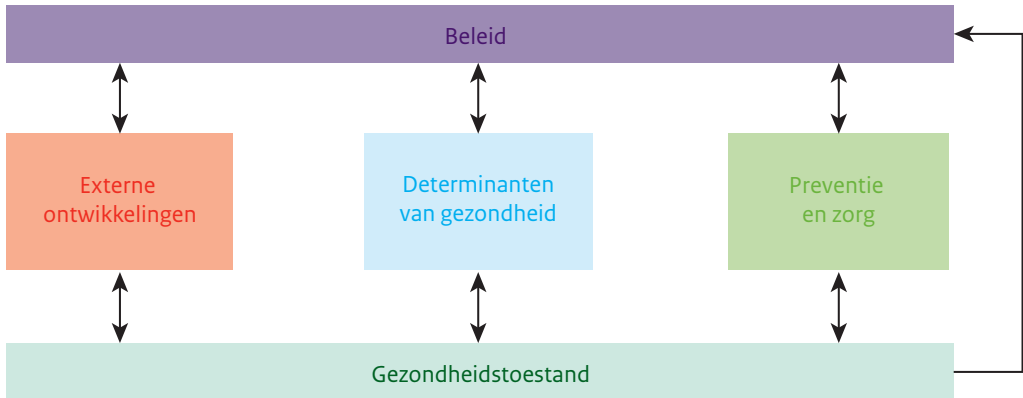 Beleid
Externe
ontwikkelingen
Determinanten
van gezondheid
Preventie
en zorg
Gezondheidstoestand